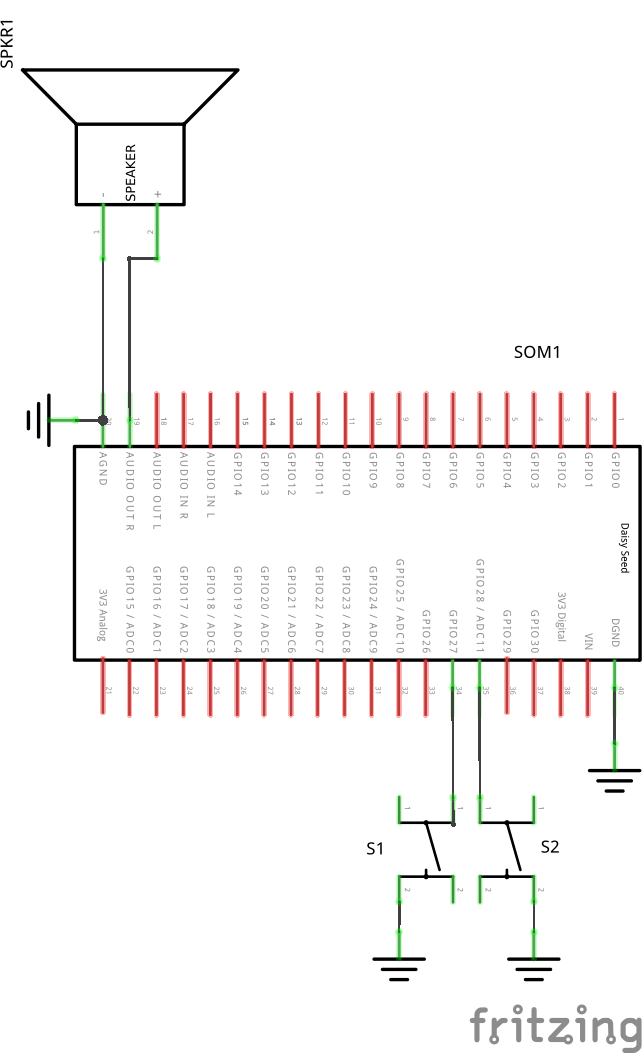 SPKR1
SPEAKER
-
+
1
2
SOM1
19
18
17
16
15
14
13
12
11
10
9
8
7
6
5
4
3
2
1
AGND
AUDIO OUT R
AUDIO OUT L
AUDIO IN R
AUDIO IN L
GPIO14
GPIO13
GPIO12
GPIO11
GPIO10
GPIO9
GPIO8
GPIO7
GPIO6
GPIO5
GPIO4
GPIO3
GPIO2
GPIO1
GPIO0
Daisy Seed
3V3 Analog
GPIO15 / ADC0
GPIO16 / ADC1
GPIO17 / ADC2
GPIO18 / ADC3
GPIO19 / ADC4
GPIO20 / ADC5
GPIO21 / ADC6
GPIO22 / ADC7
GPIO23 / ADC8
GPIO24 / ADC9
GPIO25 / ADC10
GPIO26
GPIO27
GPIO28 / ADC11
GPIO29
GPIO30
3V3 Digital
VIN
DGND
21
22
23
24
25
26
27
28
29
30
31
32
33
34
35
36
37
38
39
40
1
1
1
1
S1
S2
2
2
2
2
fritzing